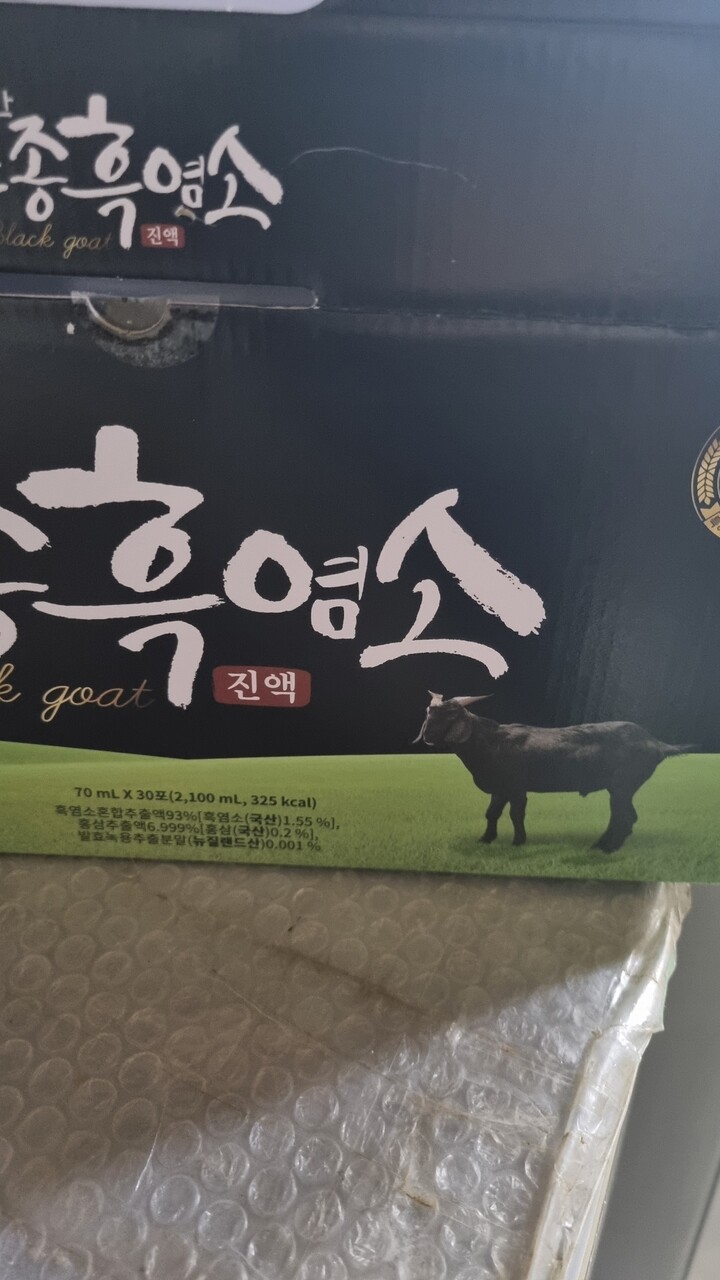 종흑염소
black goat 진액
흑염소
goat 진액
70 mL X 30포(2,100 mL, 325 kcal)
흑염소혼합추출액93%[흑염소(국산)1.55 %],
홍삼추출액6.999%[홍삼(국산)0.2 %],
발효녹용추출분말(뉴질랜드산)0.001 %